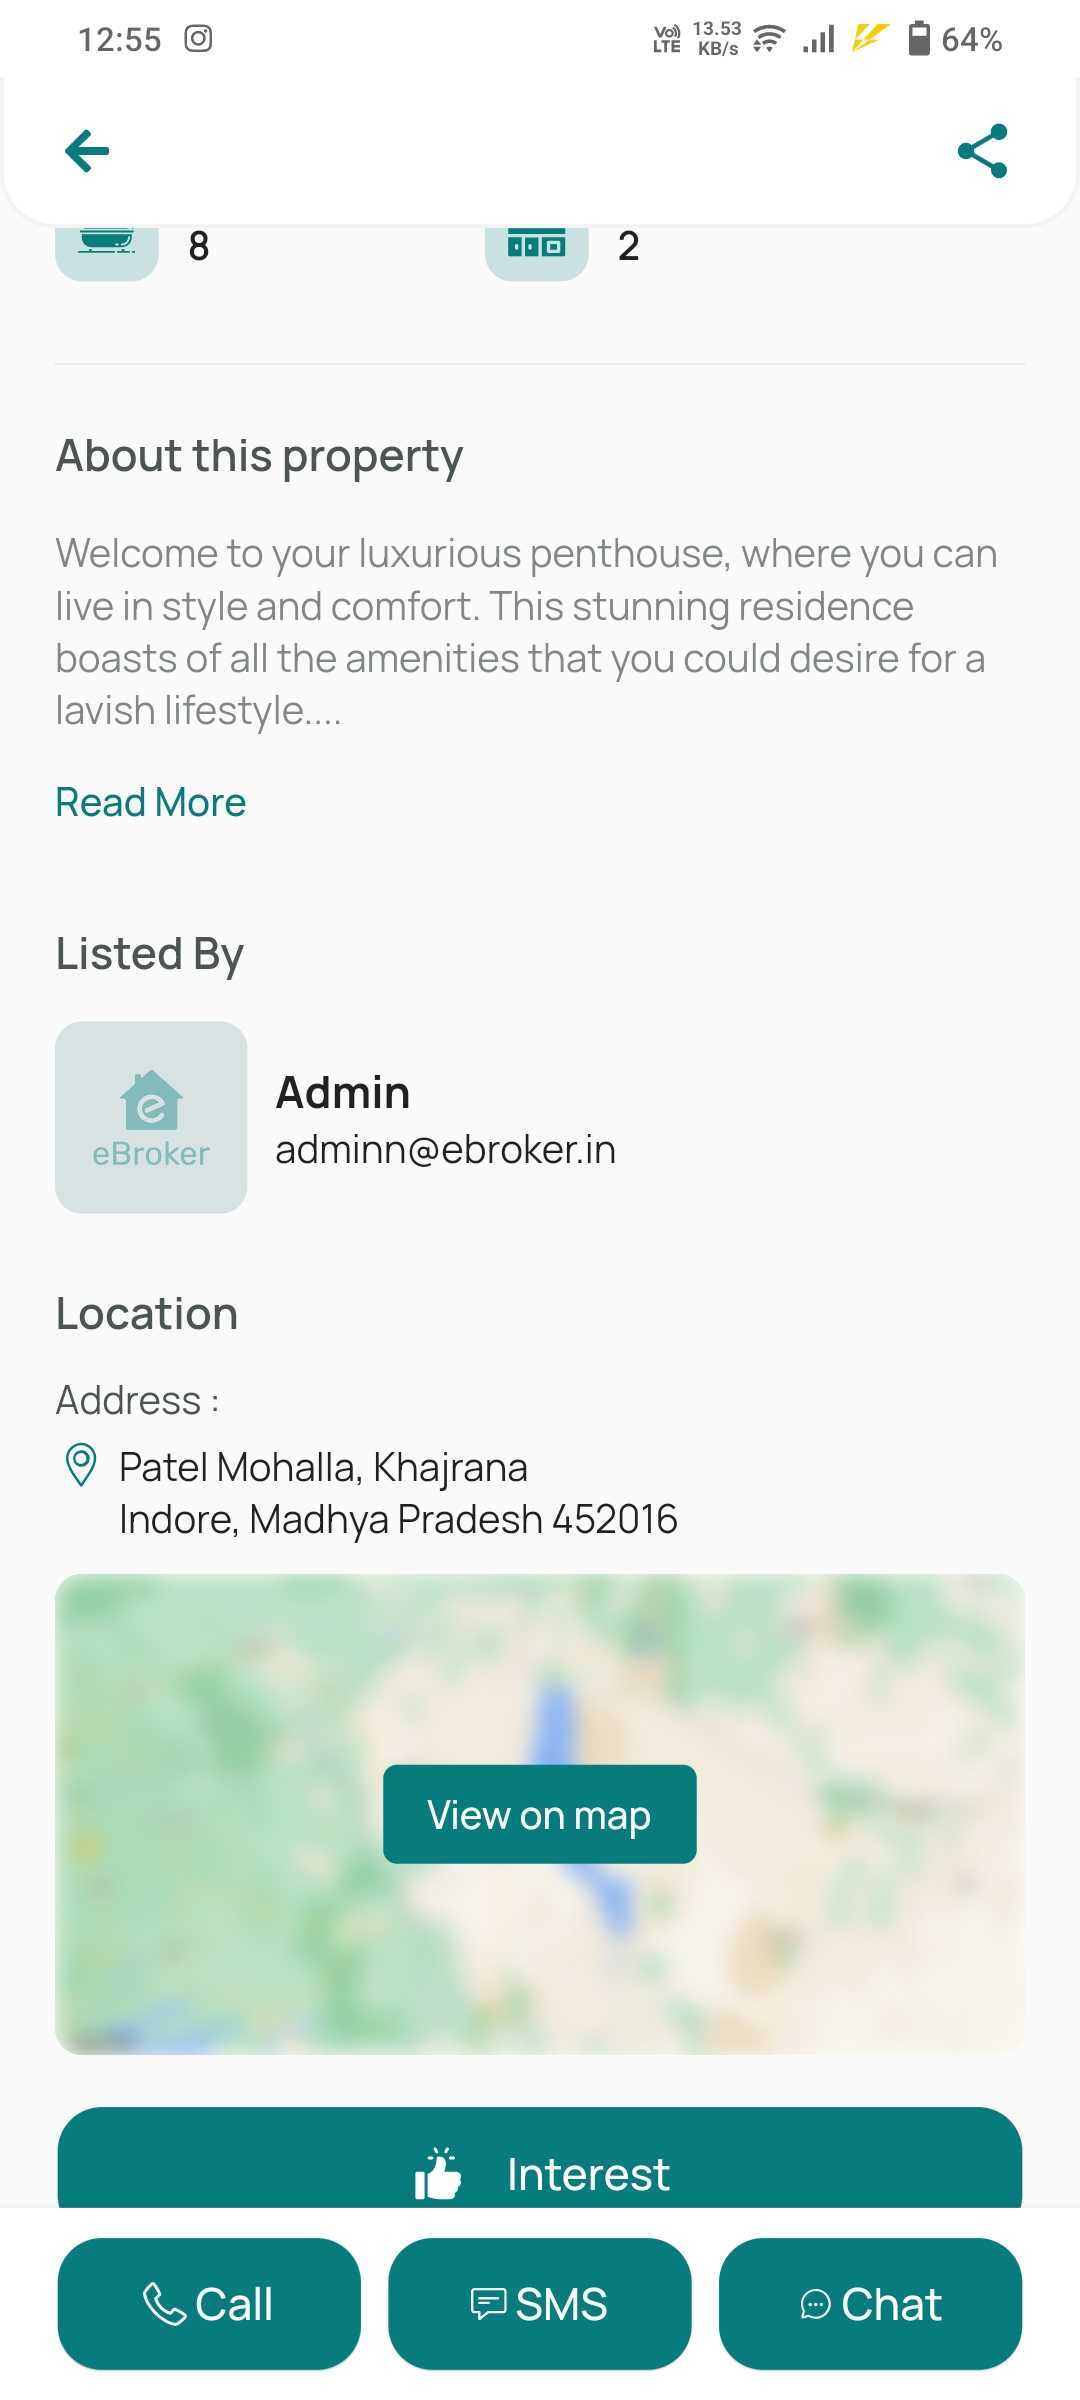 12:55
Vo) LTE 13.53 KB/s 64%
8
2
About this property
Welcome to your luxurious penthouse, where you can
live in style and comfort. This stunning residence
boasts of all the amenities that you could desire for a
lavish lifestyle....
Read More
Listed By
eBroker
Admin
adminn@ebroker.in
Location
Address :
Patel Mohalla, Khajrana
Indore, Madhya Pradesh 452016
View on map
Interest
Call
SMS
Chat